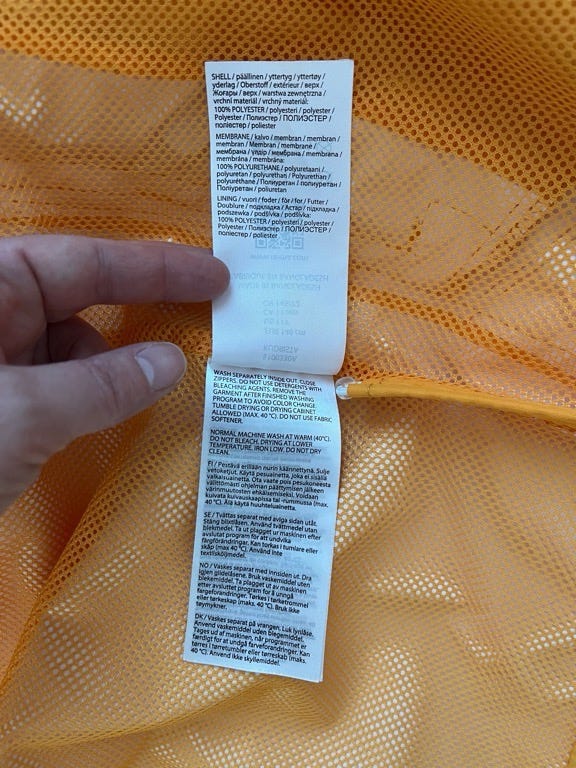 SHELL / päällinen / yttertyg / yttertøy /
yderlag / Oberstoff / extérieur / верх /
Жоғары / верх / warstwa zewnętrzna /
vrchní materiál / vrchný materiál:
100% POLYESTER / polyesteri / polyester /
Polyester / Полиэстер / ПОЛИЭСТЕР /
поліестер / poliester
MEMBRANE / kalvo / membran / membran /
membran / Membran / membrane /
мембрана / үлдір / мембрана / membrana /
membrána / membrána:
100% POLYURETHANE / polyuretaani /
polyuretan / polyurethan / Polyurethan /
polyuréthane / Полиуретан / полиуретан /
Поліуретан / poliuretan
LINING / vuori / foder / fôr / for / Futter /
Doublure / подкладка / Астар / підкладка /
podszewka / podšívka / podšívka:
100% POLYESTER / polyesteri / polyester /
Polyester / Полиэстер / ПОЛИЭСТЕР /
поліестер / poliester
WASH SEPARATELY INSIDE OUT. CLOSE
ZIPPERS. DO NOT USE DETERGENTS WITH
BLEACHING AGENTS. REMOVE THE
GARMENT AFTER FINISHED WASHING
PROGRAM TO AVOID COLOR CHANGE.
TUMBLE DRYING OR DRYING CABINET
ALLOWED (MAX. 40 °C). DO NOT USE FABRIC
SOFTENER.
NORMAL MACHINE WASH AT WARM (40°C).
DO NOT BLEACH. DRYING AT LOWER
TEMPERATURE. IRON LOW. DO NOT DRY
CLEAN.
FI / Pestävä erillään nurin käännettynä. Sulje
vetoketjut. Käytä pesuainetta, joka ei sisällä
valkaisuainetta. Ota vaate pois pesukoneesta
välittömästi ohjelman päättymisen jälkeen
värinmuutosten ehkäisemiseksi. Voidaan
kuivata kuivauskaapissa tai -rummussa (max.
40 °C). Älä käytä huuhteluainetta.
SE / Tvättas separat med aviga sidan utåt.
Stäng blixtlåsen. Använd tvättmedel utan
blekmedel. Ta ut plagget ur maskinen efter
avslutat program för att undvika
färgförändringar. Kan torkas i tumlare eller
skåp (max 40 °C). Använd inte
textilsköljmedel.
NO / Vaskes separat med innsiden ut. Dra
igjen glidelåsene. Bruk vaskemiddel uten
blekemiddel. Ta plagget ut av maskinen
etter avsluttet program for å unngå
fargeforandringer. Tørkes i tørketrommel
eller tørkeskap (maks. 40 °C). Bruk ikke
tøymykner.
DK / Vaskes separat på vrangen. Luk lynlåse.
Anvend vaskemiddel uden blegemiddel.
Tages ud af maskinen, når programmet er
færdigt for at undgå farveforandringer. Kan
tørres i tørretumbler eller tørreskab (maks.
40 °C). Anvend ikke skyllemiddel.